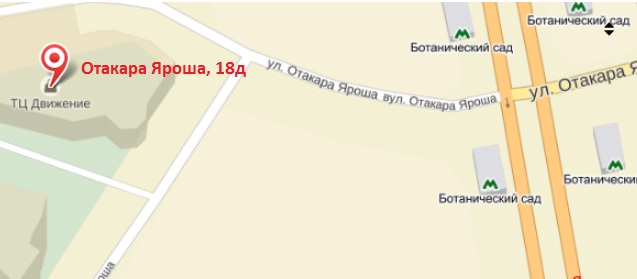 Ботанический сад
Ботанический сад
Отакара Яроша, 18д
ул. Отакара Яроша вул. Отакара Яроша
ул. Отакара
ТЦ Движение
Ботанический
Ботанический сад